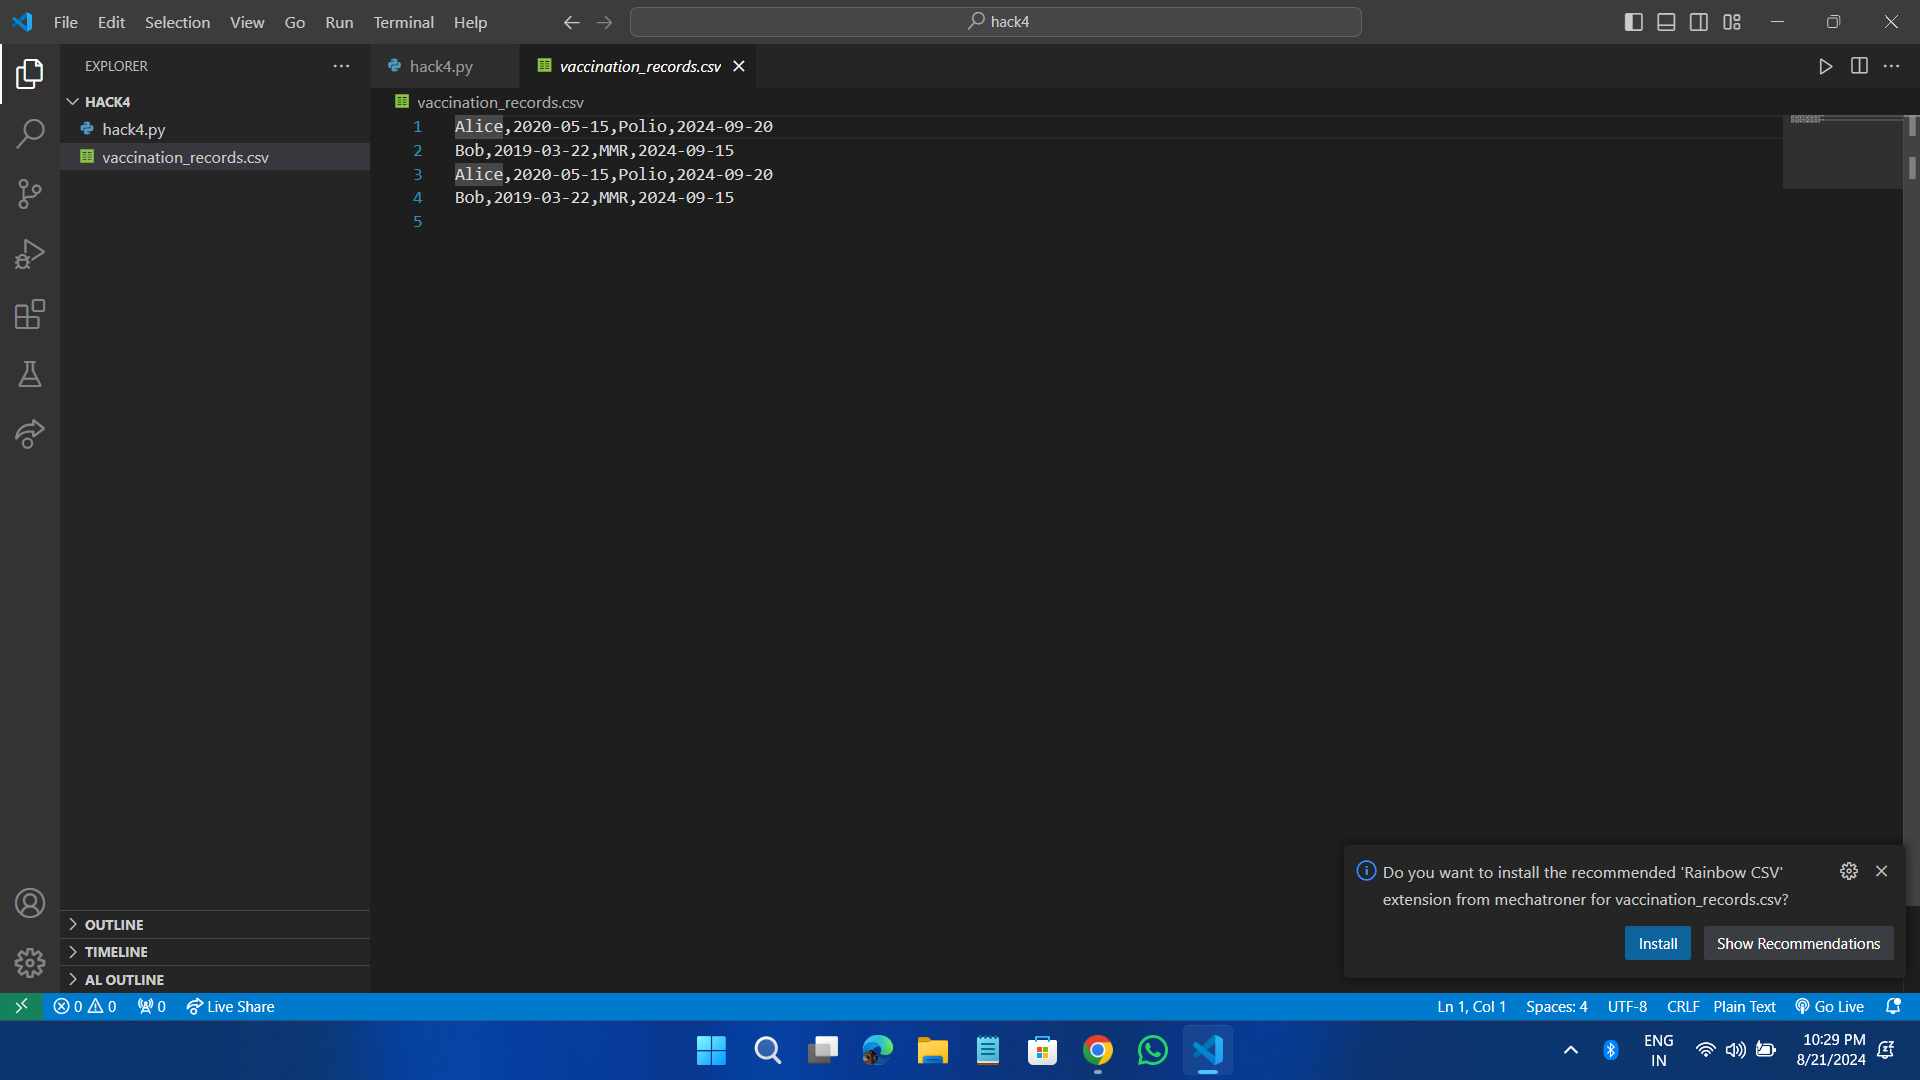 File Edit Selection View Go Run Terminal Help
hack4
EXPLORER
HACK4
hack4.py
vaccination_records.csv
OUTLINE
TIMELINE
AL OUTLINE
hack4.py
vaccination_records.csv
vaccination_records.csv
1 Alice,2020-05-15,Polio,2024-09-20
2 Bob,2019-03-22,MMR,2024-09-15
3 Alice,2020-05-15,Polio,2024-09-20
4 Bob,2019-03-22,MMR,2024-09-15
5
Do you want to install the recommended 'Rainbow CSV'
extension from mechatroner for vaccination_records.csv?
Install Show Recommendations
0 0 0 Live Share Ln 1, Col 1 Spaces: 4 UTF-8 CRLF Plain Text Go Live
ENG
IN
10:29 PM
8/21/2024